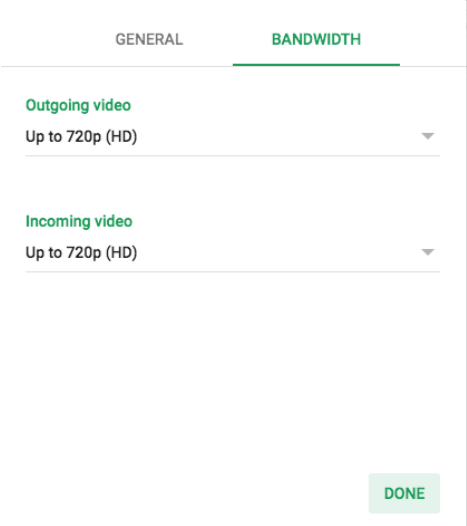 GENERAL BANDWIDTH
Outgoing video
Up to 720p (HD)
Incoming video
Up to 720p (HD)
DONE